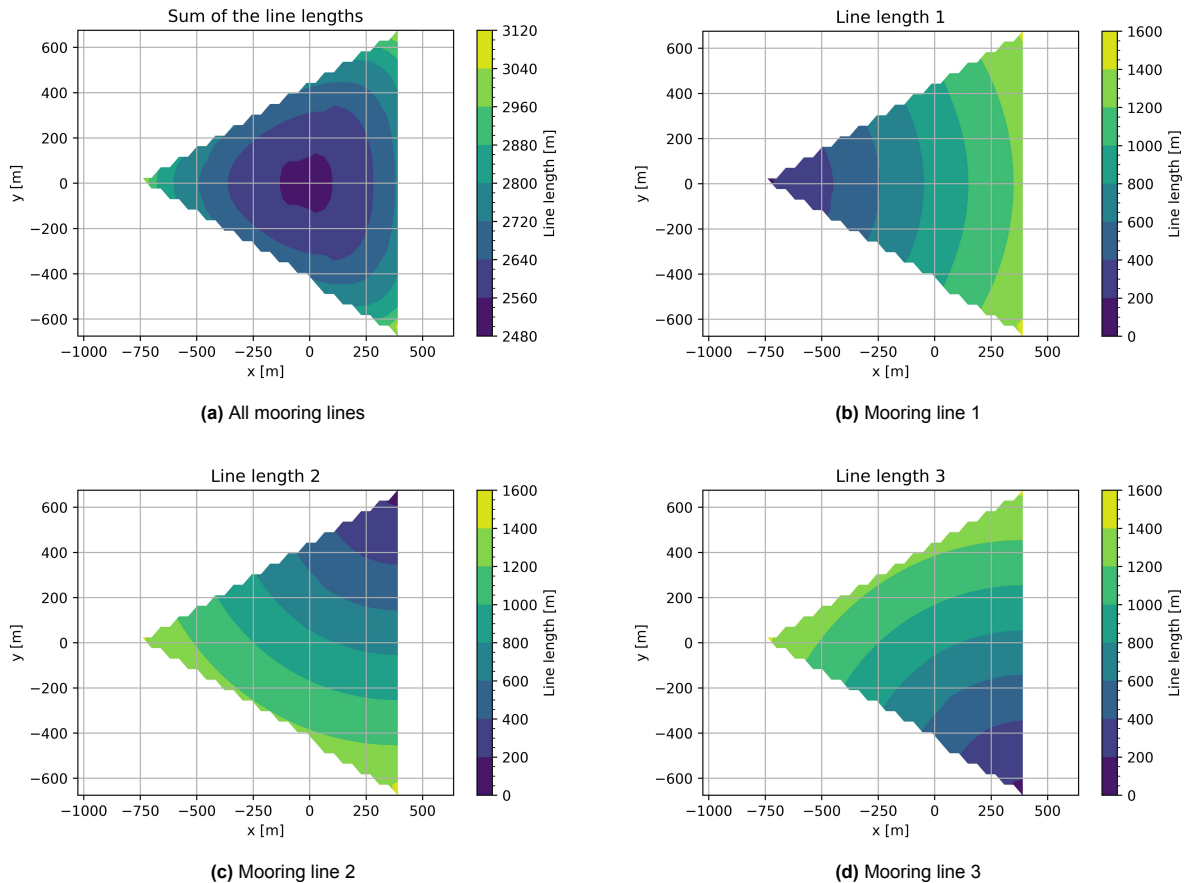 Sum of the line lengths
600
400
200
0
−200
−400
−600
y [m]
−1000 −750 −500 −250 0 250 500
x [m]
3120
3040
2960
2880
2800
2720
2640
2560
2480
Line length [m]
(a) All mooring lines
Line length 1
600
400
200
0
−200
−400
−600
y [m]
−1000 −750 −500 −250 0 250 500
x [m]
1600
1400
1200
1000
800
600
400
200
0
Line length [m]
(b) Mooring line 1
Line length 2
600
400
200
0
−200
−400
−600
y [m]
−1000 −750 −500 −250 0 250 500
x [m]
1600
1400
1200
1000
800
600
400
200
0
Line length [m]
(c) Mooring line 2
Line length 3
600
400
200
0
−200
−400
−600
y [m]
−1000 −750 −500 −250 0 250 500
x [m]
1600
1400
1200
1000
800
600
400
200
0
Line length [m]
(d) Mooring line 3